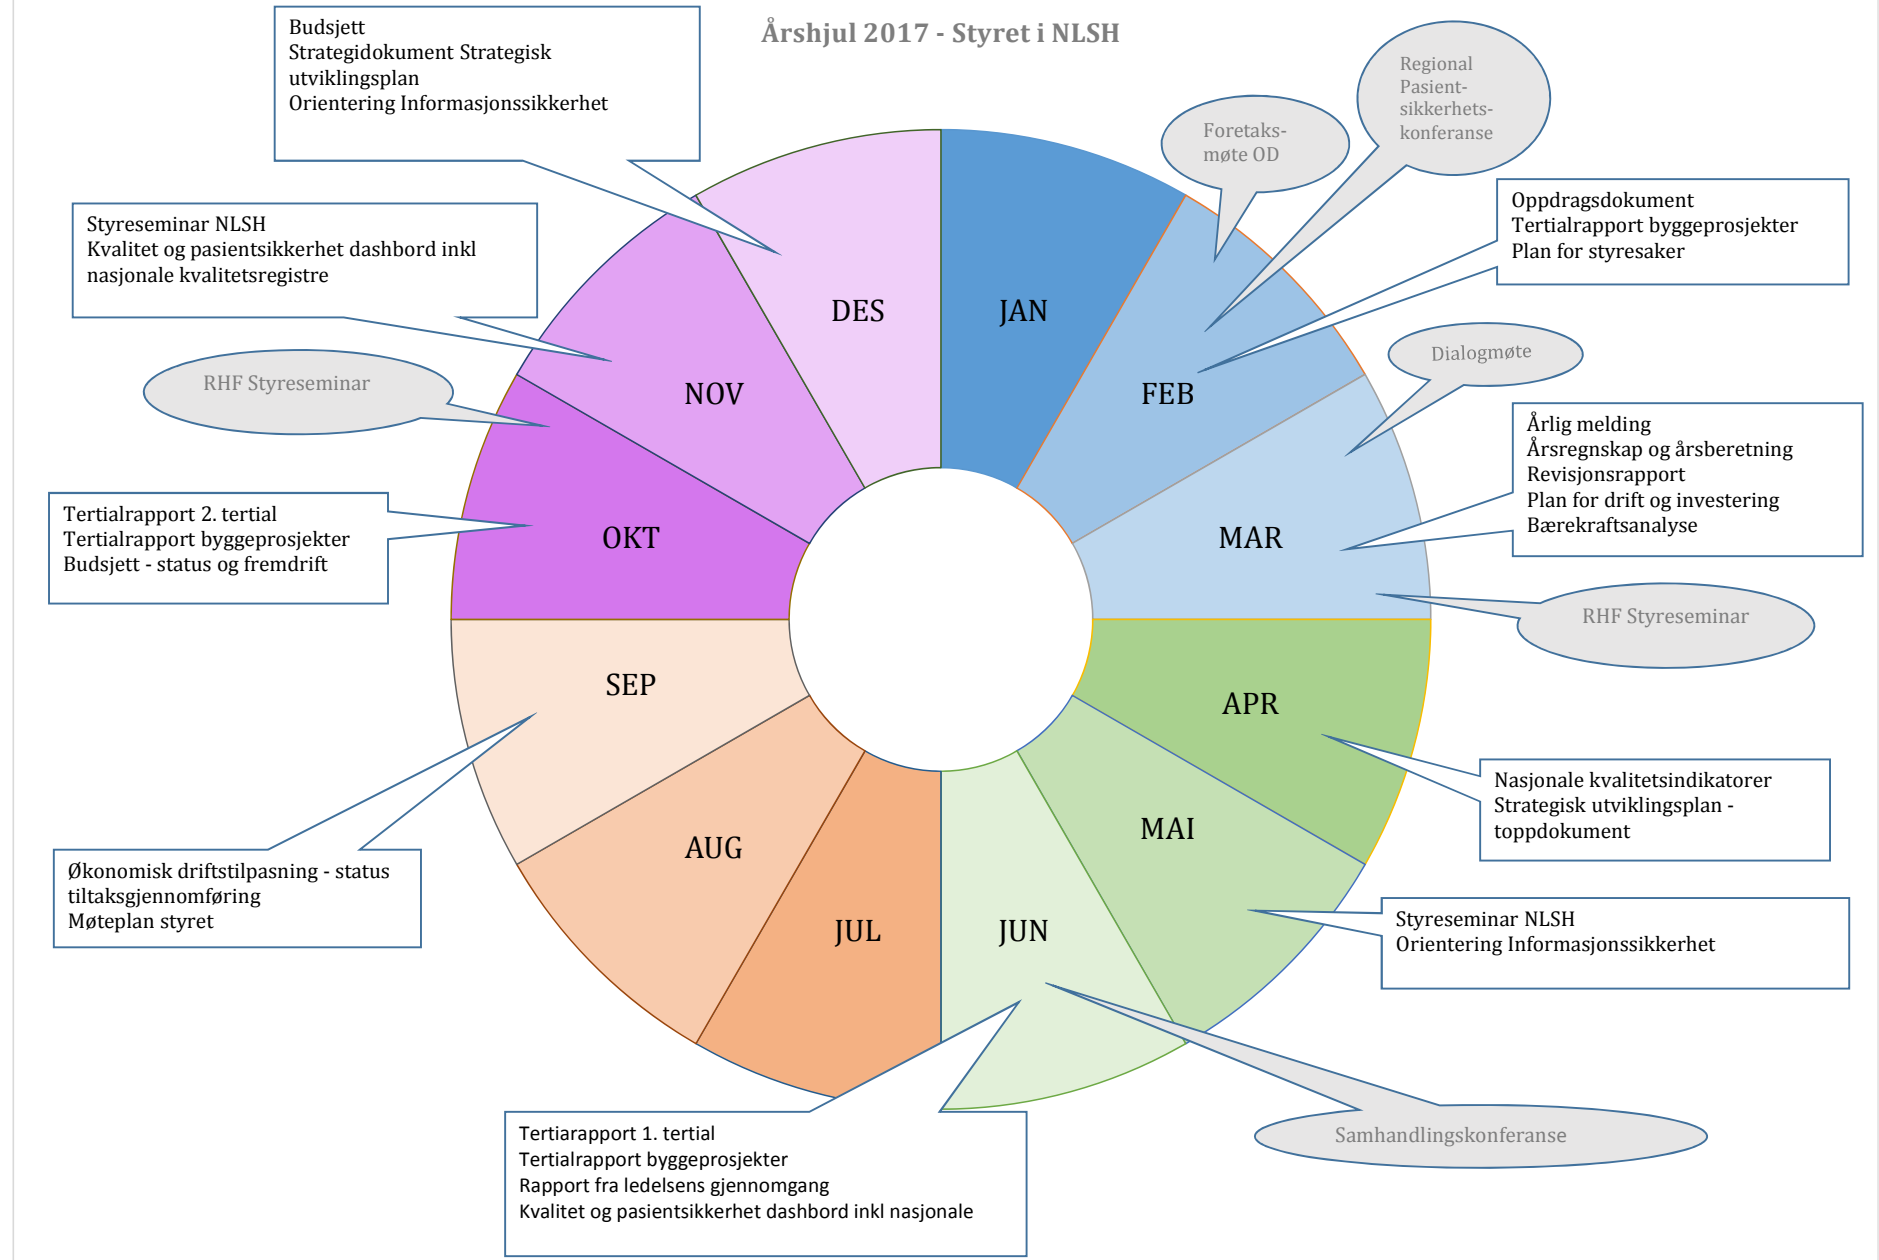 Årshjul 2017 - Styret i NLSH
Budsjett
Strategidokument Strategisk
utviklingsplan
Orientering Informasjonssikkerhet
Regional
Pasient-
sikkerhets-
konferanse
Foretaks-
møte OD
Oppdragsdokument
Tertialrapport byggeprosjekter
Plan for styresaker
Styreseminar NLSH
Kvalitet og pasientsikkerhet dashbord inkl
nasjonale kvalitetsregistre
DES
JAN
Dialogmøte
RHF Styreseminar
NOV
FEB
Årlig melding
Årsregnskap og årsberetning
Revisjonsrapport
Plan for drift og investering
Bærekraftsanalyse
Tertialrapport 2. tertial
Tertialrapport byggeprosjekter
Budsjett - status og fremdrift
OKT
MAR
RHF Styreseminar
SEP
APR
Nasjonale kvalitetsindikatorer
Strategisk utviklingsplan -
toppdokument
AUG
MAI
Økonomisk driftstilpasning - status
tiltaksgjennomføring
Møteplan styret
JUL
JUN
Styreseminar NLSH
Orientering Informasjonssikkerhet
Tertiarapport 1. tertial
Tertialrapport byggeprosjekter
Rapport fra ledelsens gjennomgang
Kvalitet og pasientsikkerhet dashbord inkl nasjonale
Samhandlingskonferanse